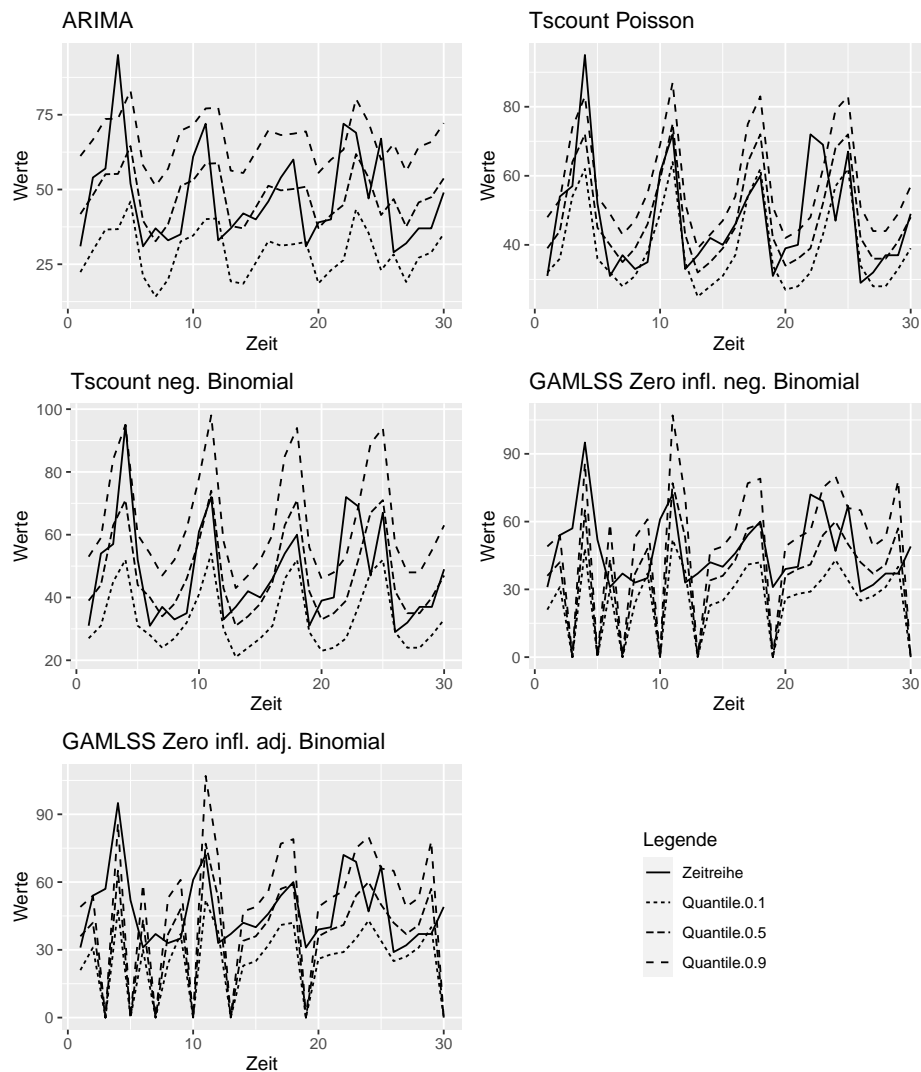 ARIMA
Werte
75
50
25
0
10
20
30
Zeit
Tscount Poisson
Werte
80
60
40
0
10
20
30
Zeit
Tscount neg. Binomial
Werte
100
80
60
40
20
0
10
20
30
Zeit
GAMLSS Zero infl. neg. Binomial
Werte
90
60
30
0
0
10
20
30
Zeit
GAMLSS Zero infl. adj. Binomial
Werte
90
60
30
0
0
10
20
30
Zeit
Legende
Zeitreihe
Quantile.0.1
Quantile.0.5
Quantile.0.9